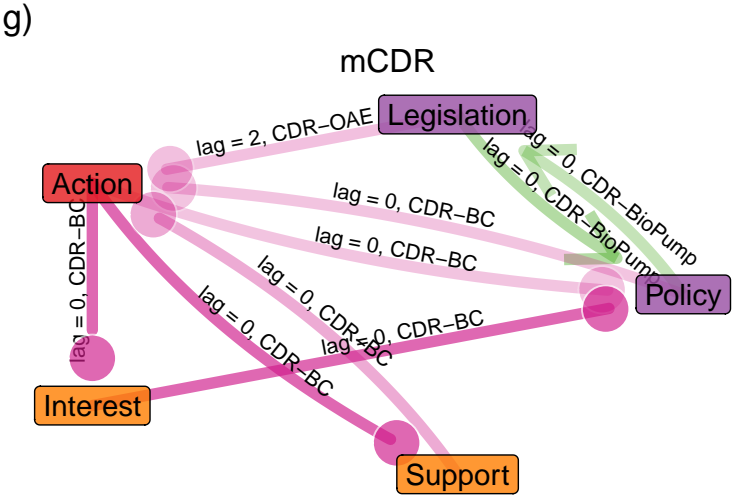 g)
mCDR
Legislation
lag = 2, CDR−OAE
lag = 0, CDR−BioPump
lag = 0, CDR−BioPump
Action
lag = 0, CDR−BC
lag = 0, CDR−BC
lag = 0, CDR−BC
lag = 0, CDR−BC
lag = 0, CDR−BC
lag = 0, CDR−BC
Policy
Interest
Support